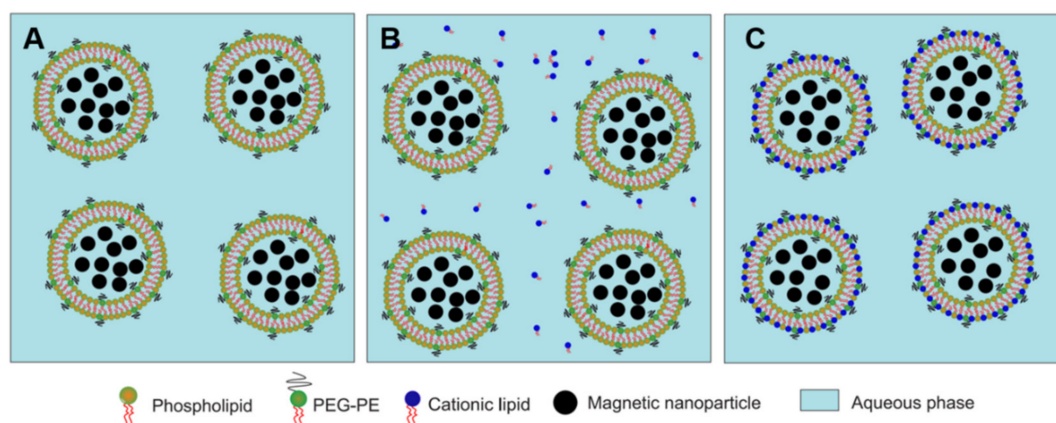 A
B
C
Phospholipid
PEG-PE
Cationic lipid
Magnetic nanoparticle
Aqueous phase